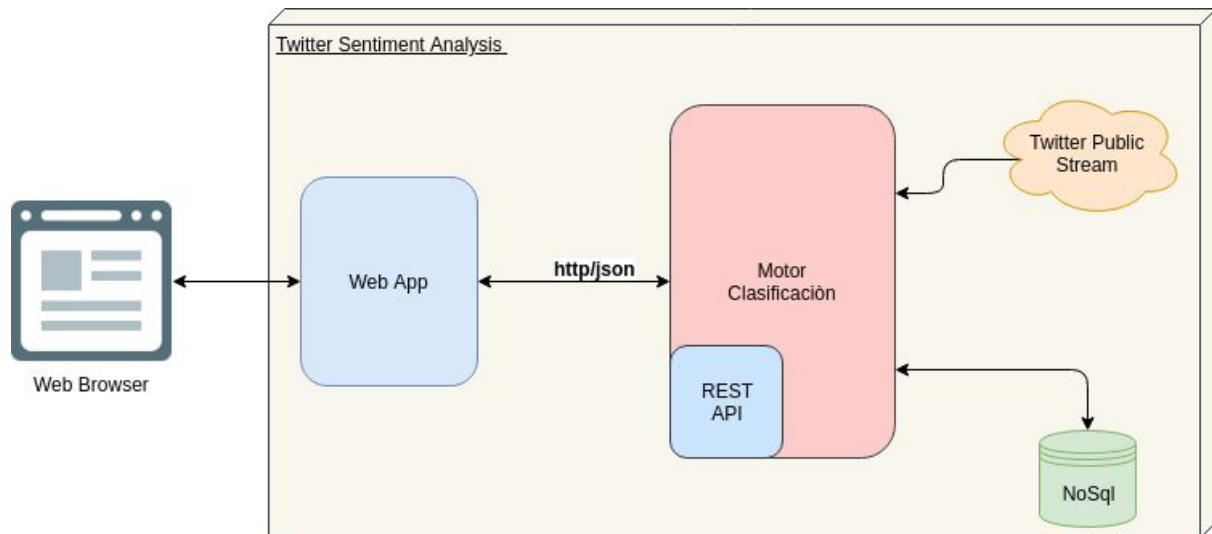 Twitter Sentiment Analysis
Twitter Public
Stream
Web App
http/json
Motor
Clasificaciòn
REST
API
Web Browser
NoSql